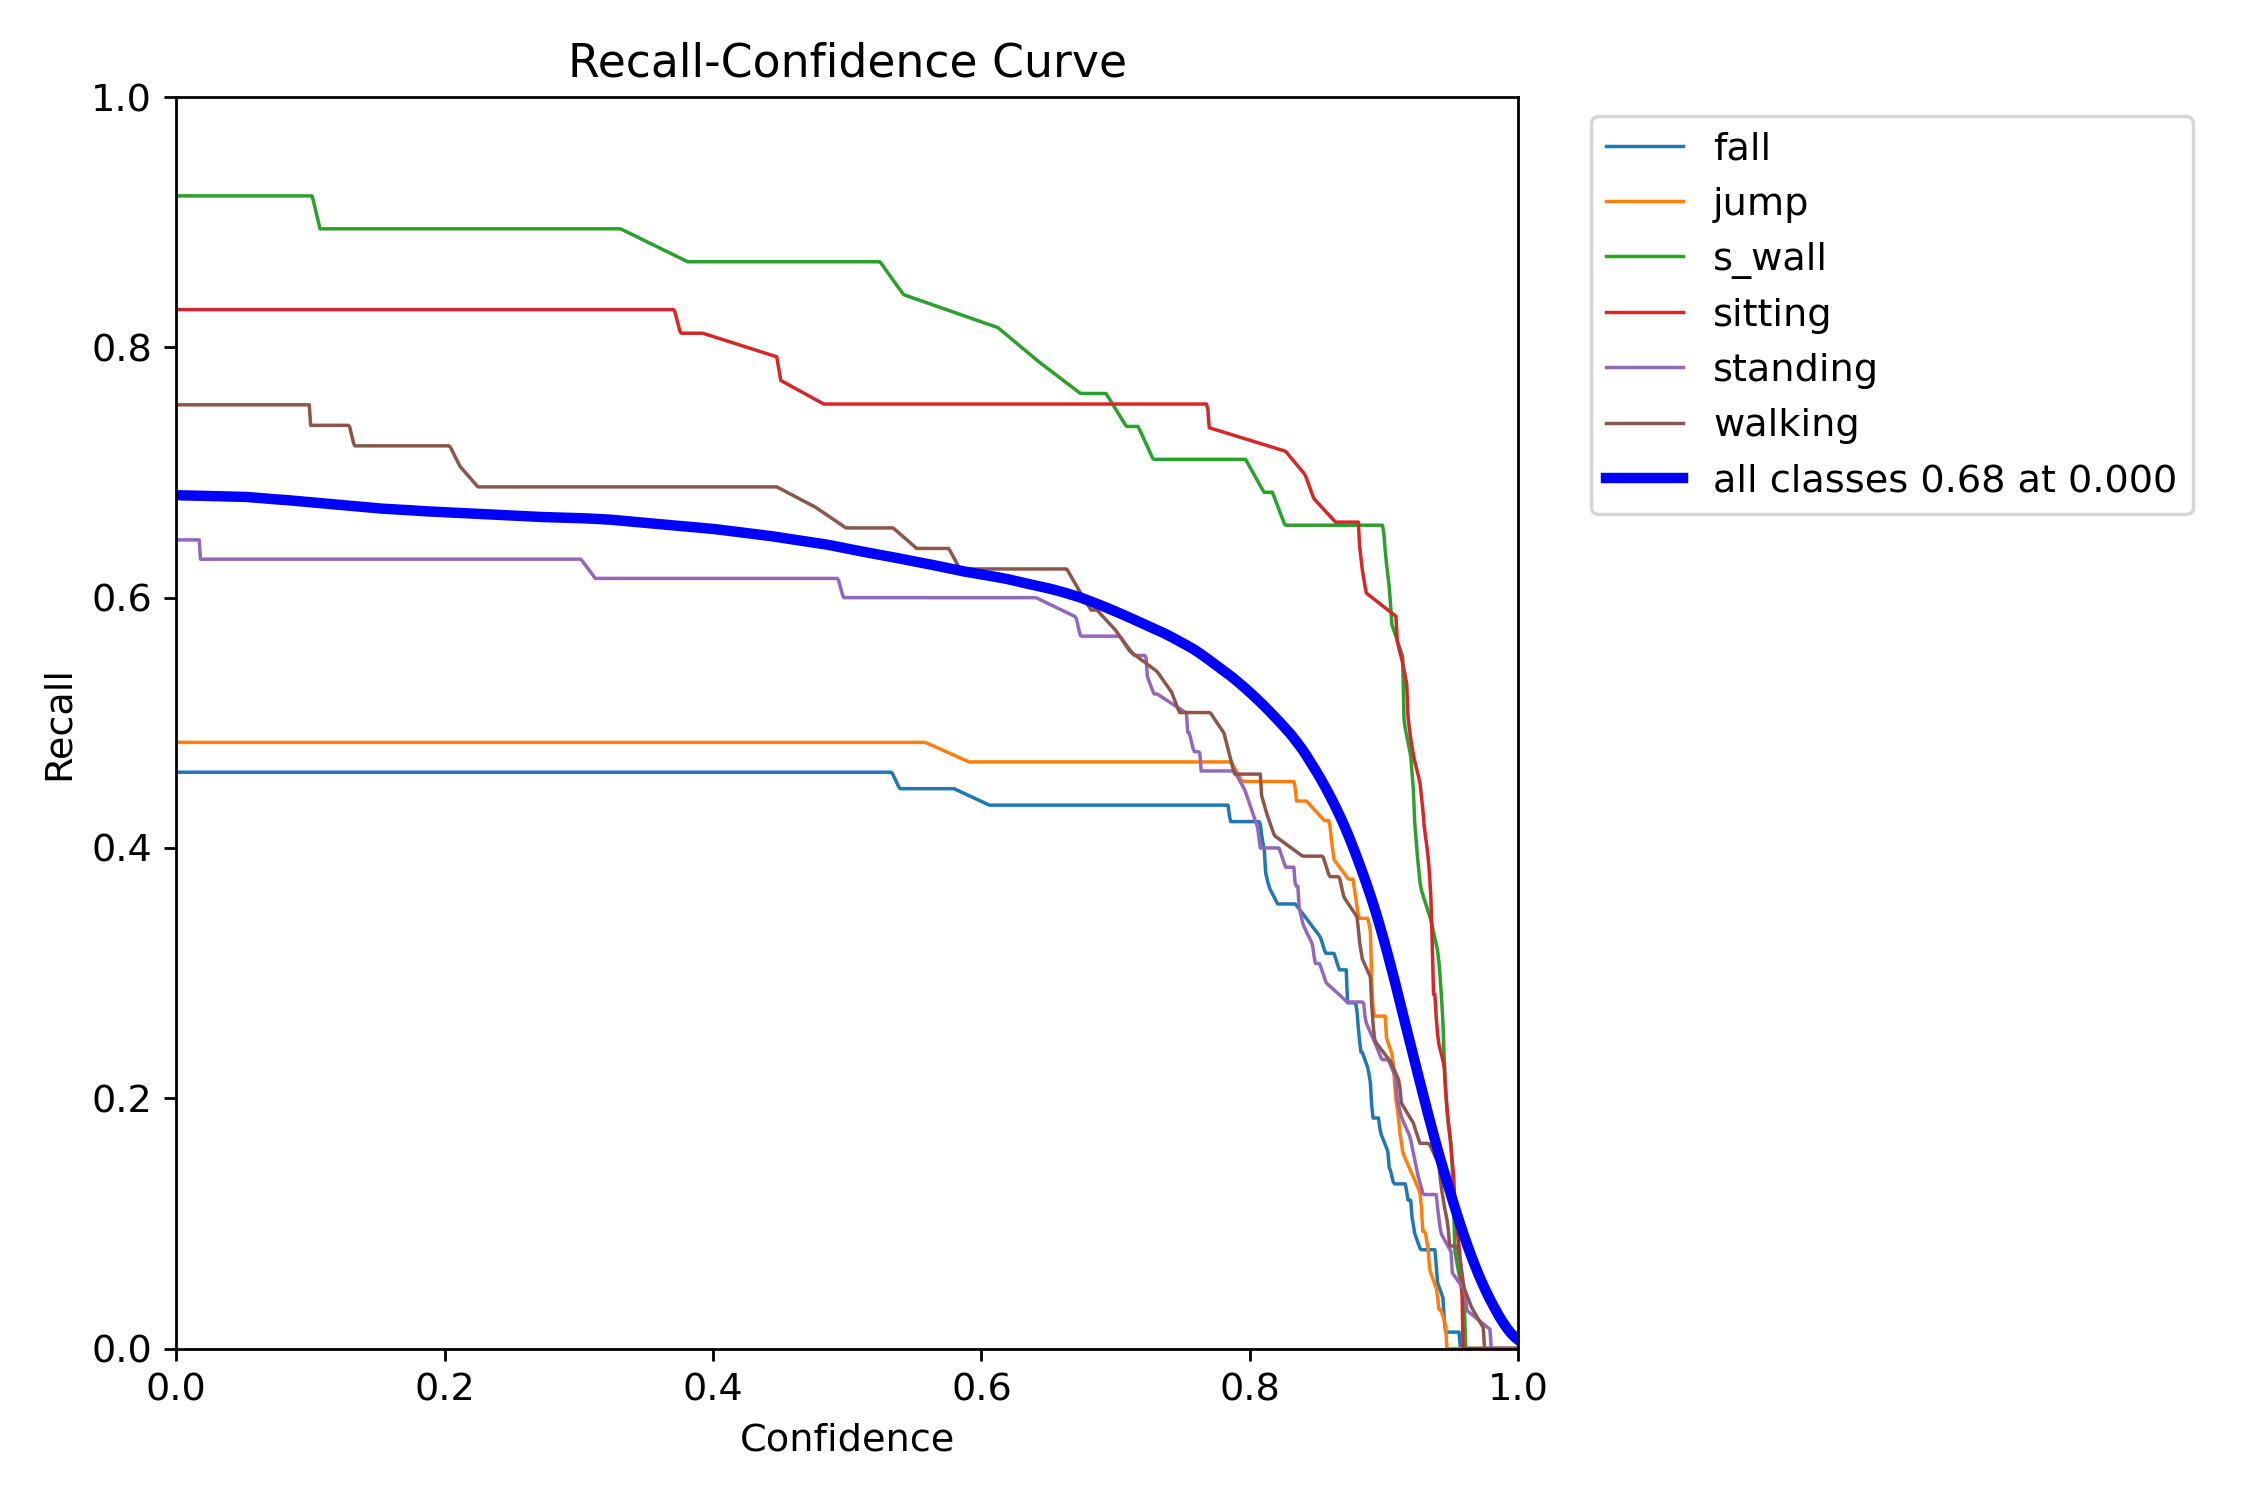 Recall-Confidence Curve
1.0
0.8
0.6
0.4
0.2
0.0
Recall
0.0 0.2 0.4 0.6 0.8 1.0
Confidence
fall
jump
s_wall
sitting
standing
walking
all classes 0.68 at 0.000